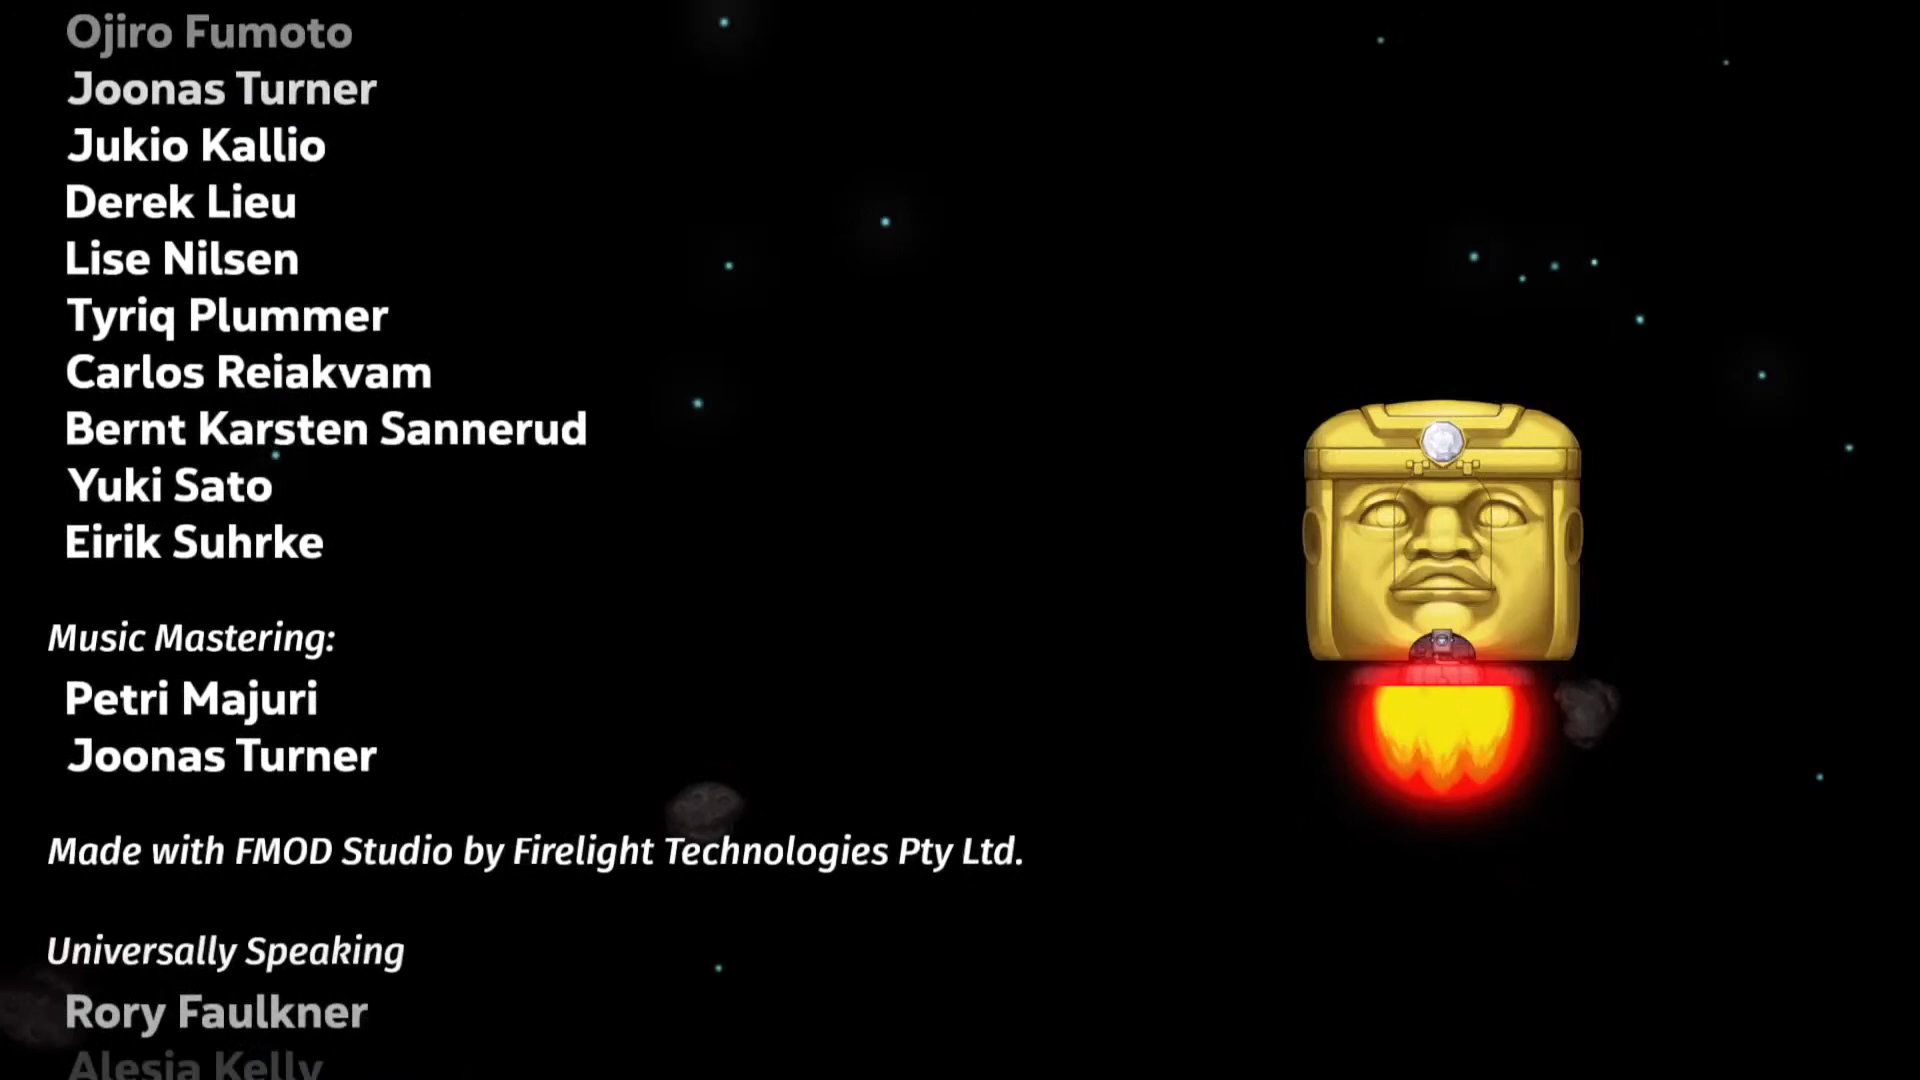 Ojiro Fumoto
Joonas Turner
Jukio Kallio
Derek Lieu
Lise Nilsen
Tyriq Plummer
Carlos Reiakvam
Bernt Karsten Sannerud
Yuki Sato
Eirik Suhrke
Music Mastering:
Petri Majuri
Joonas Turner
Made with FMOD Studio by Firelight Technologies Pty Ltd.
Universally Speaking
Rory Faulkner
Alesia Kelly